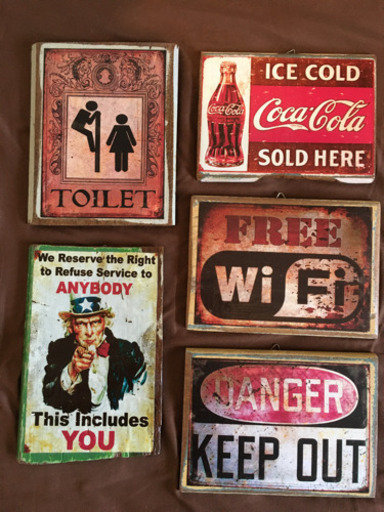 TOILET
ICE COLD
Coca-Cola
Coca-Cola
SOLD HERE
FREE
Wi Fi
We Reserve the Right
to Refuse Service to
ANYBODY
This Includes
YOU
DANGER
KEEP OUT